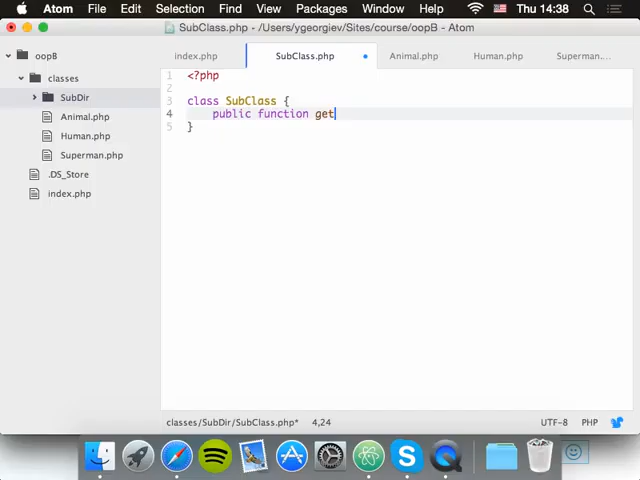 Atom File Edit Selection Find View Packages Window Help Thu 14:38
SubClass.php - /Users/ygeorgiev/Sites/course/oopB - Atom
oopB
classes
SubDir
Animal.php
Human.php
Superman.php
.DS_Store
index.php
index.php SubClass.php Animal.php Human.php Superman....
1 <?php
2
3 class SubClass {
4 public function get
5 }
classes/SubDir/SubClass.php* 4,24 UTF-8 PHP